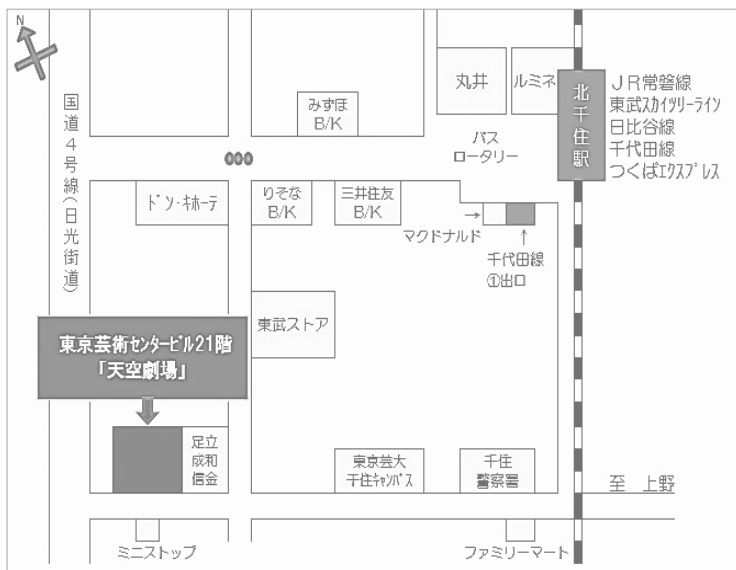 N
国道4号線(日光街道)
みずほ
B/K
丸井
ルミネ
北千住駅
JR常磐線
東武スカイツリーライン
日比谷線
千代田線
つくばエクスプレス
バス
ロータリー
ドン・キホーテ
りそな
B/K
三井住友
B/K
マクドナルド
千代田線
①出口
東武ストア
東京芸術センタービル21階
「天空劇場」
足立
成和
信金
東京芸大
千住キャンパス
千住
警察署
至 上野
ミニストップ
ファミリーマート